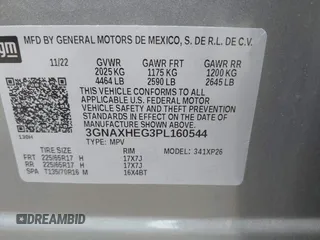 gm
MFD BY GENERAL MOTORS DE MEXICO, S. DE R.L. DE C.V.
11/22 GVWR GAWR FRT GAWR RR
2025 KG 1175 KG 1200 KG
4464 LB 2590 LB 2645 LB
THIS VEHICLE CONFORMS TO ALL APPLICABLE
U.S. FEDERAL MOTOR VEHICLE
SAFETY, BUMPER, AND THEFT PREVENTION
STANDARDS IN EFFECT ON THE DATE
OF MANUFACTURE SHOWN ABOVE.
3GNAXHEG3PL160544
TYPE: MPV MODEL: 341XP26
TIRE SIZE RIM
FRT 225/65R17 H 17X7J
RR 225/65R17 H 17X7J
SPA T135/70R16 M 16X4BT
DREAMBID